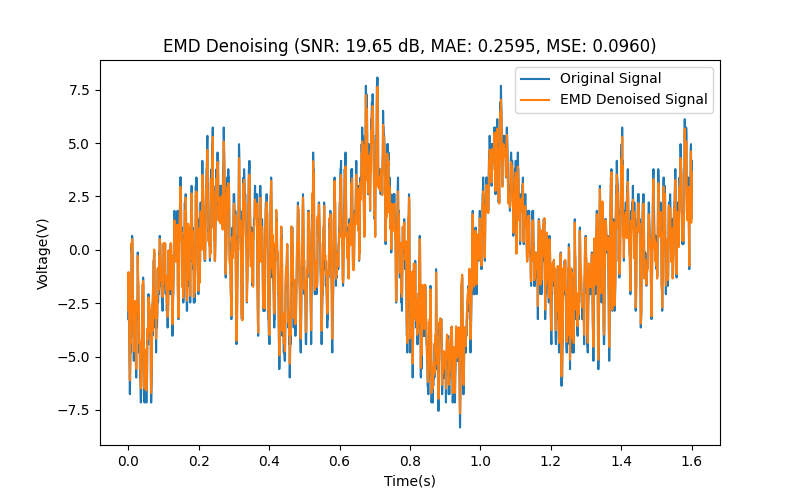 EMD Denoising (SNR: 19.65 dB, MAE: 0.2595, MSE: 0.0960)
Original Signal
EMD Denoised Signal
7.5
5.0
2.5
0.0
−2.5
−5.0
−7.5
Voltage(V)
0.0 0.2 0.4 0.6 0.8 1.0 1.2 1.4 1.6
Time(s)